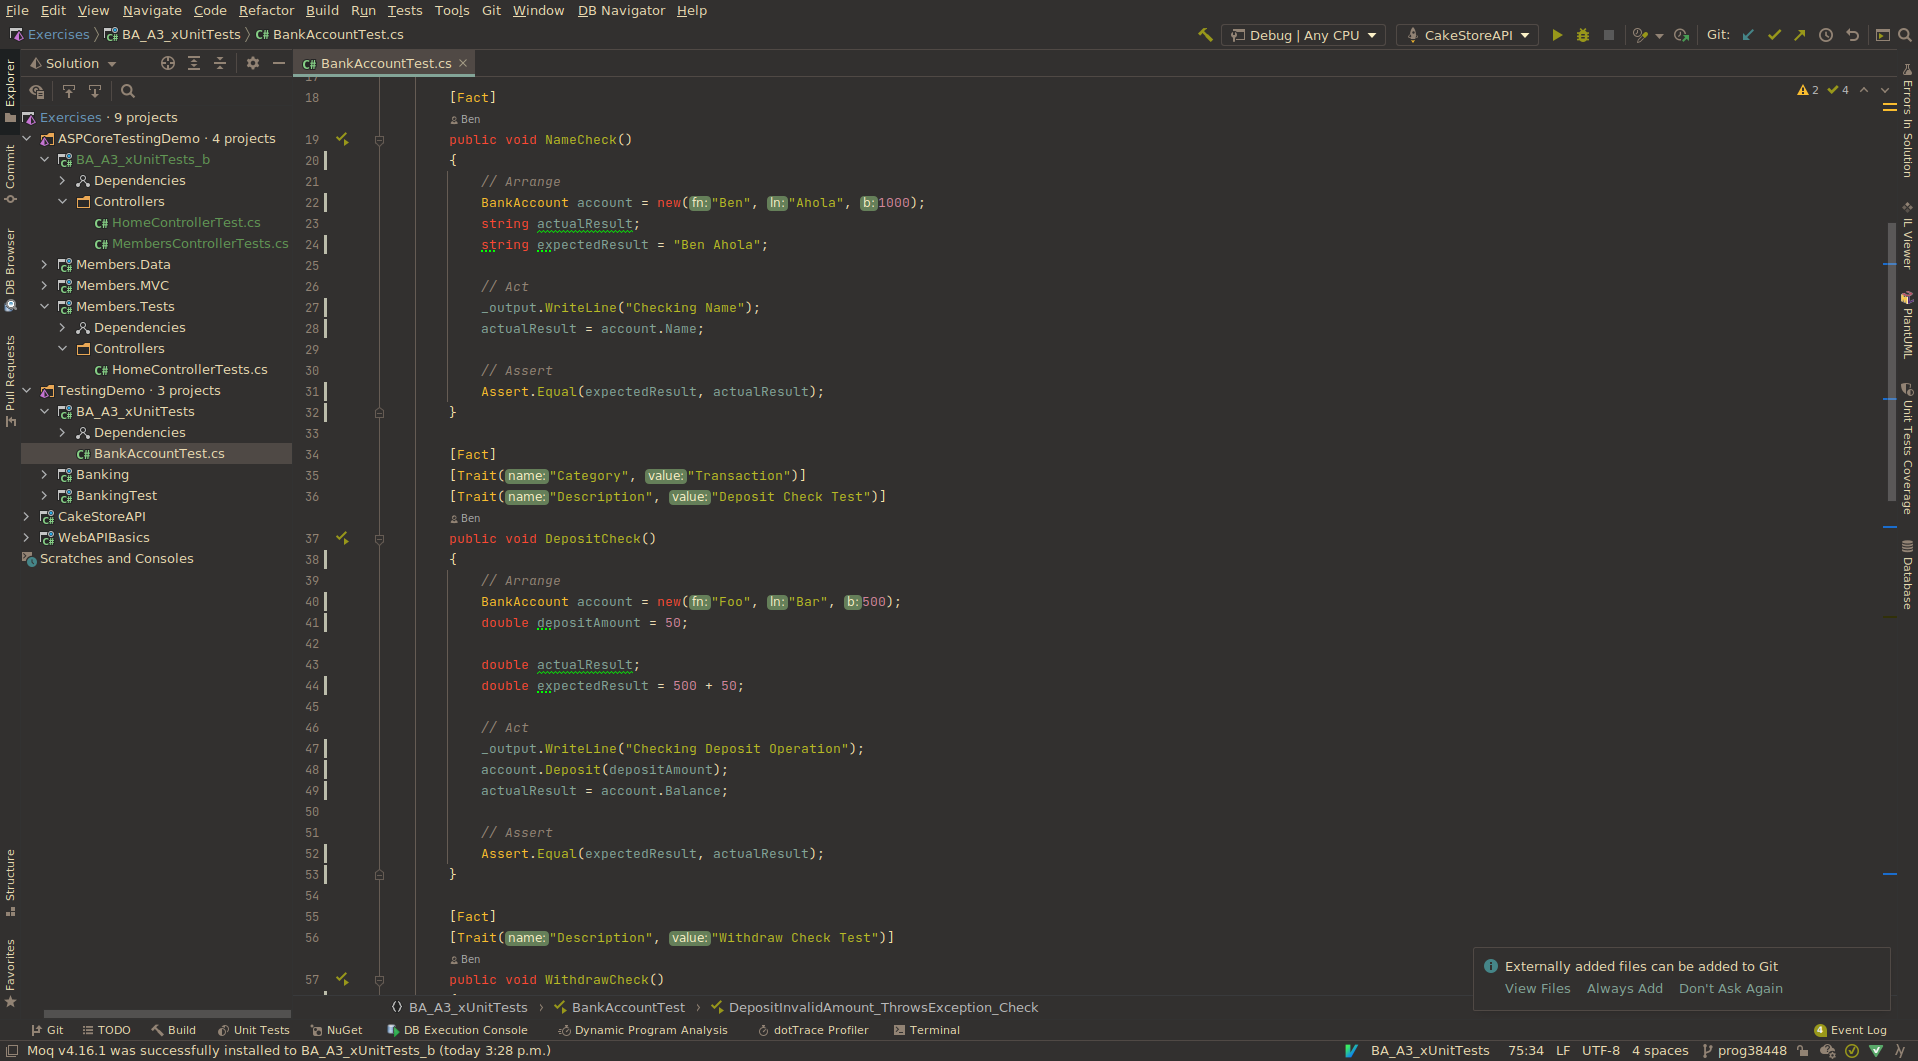 File Edit View Navigate Code Refactor Build Run Tests Tools Git Window DB Navigator Help
Exercises BA_A3_xUnitTests C# BankAccountTest.cs Debug | Any CPU CakeStoreAPI Git:
Solution C# BankAccountTest.cs
Explorer
Commit
DB Browser
Pull Requests
Structure
Favorites
Exercises · 9 projects
ASPCoreTestingDemo · 4 projects
BA_A3_xUnitTests_b
Dependencies
Controllers
C# HomeControllerTest.cs
C# MembersControllerTests.cs
Members.Data
Members.MVC
Members.Tests
Dependencies
Controllers
C# HomeControllerTests.cs
TestingDemo · 3 projects
BA_A3_xUnitTests
Dependencies
C# BankAccountTest.cs
Banking
BankingTest
CakeStoreAPI
WebAPIBasics
Scratches and Consoles
17
18 [Fact]
Ben
19 public void NameCheck()
20 {
21 // Arrange
22 BankAccount account = new(fn:"Ben", ln:"Ahola", b:1000);
23 string actualResult;
24 string expectedResult = "Ben Ahola";
25
26 // Act
27 _output.WriteLine("Checking Name");
28 actualResult = account.Name;
29
30 // Assert
31 Assert.Equal(expectedResult, actualResult);
32 }
33
34 [Fact]
35 [Trait(name:"Category", value:"Transaction")]
36 [Trait(name:"Description", value:"Deposit Check Test")]
Ben
37 public void DepositCheck()
38 {
39 // Arrange
40 BankAccount account = new(fn:"Foo", ln:"Bar", b:500);
41 double depositAmount = 50;
42
43 double actualResult;
44 double expectedResult = 500 + 50;
45
46 // Act
47 _output.WriteLine("Checking Deposit Operation");
48 account.Deposit(depositAmount);
49 actualResult = account.Balance;
50
51 // Assert
52 Assert.Equal(expectedResult, actualResult);
53 }
54
55 [Fact]
56 [Trait(name:"Description", value:"Withdraw Check Test")]
Ben
57 public void WithdrawCheck()
2 4
Errors In Solution
IL Viewer
PlantUML
Unit Tests Coverage
Database
Externally added files can be added to Git
View Files Always Add Don't Ask Again
BA_A3_xUnitTests BankAccountTest DepositInvalidAmount_ThrowsException_Check
Git TODO Build Unit Tests NuGet DB Execution Console Dynamic Program Analysis dotTrace Profiler Terminal 4 Event Log
Moq v4.16.1 was successfully installed to BA_A3_xUnitTests_b (today 3:28 p.m.) BA_A3_xUnitTests 75:34 LF UTF-8 4 spaces prog38448